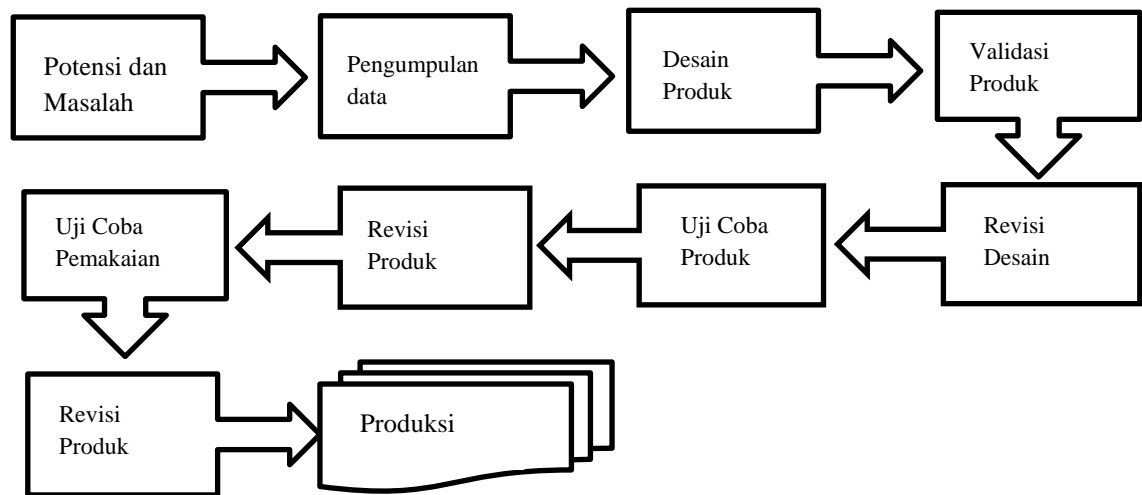 Potensi dan
Masalah
Pengumpulan
data
Desain
Produk
Validasi
Produk
Revisi
Desain
Uji Coba
Produk
Revisi
Produk
Uji Coba
Pemakaian
Revisi
Produk
Produksi